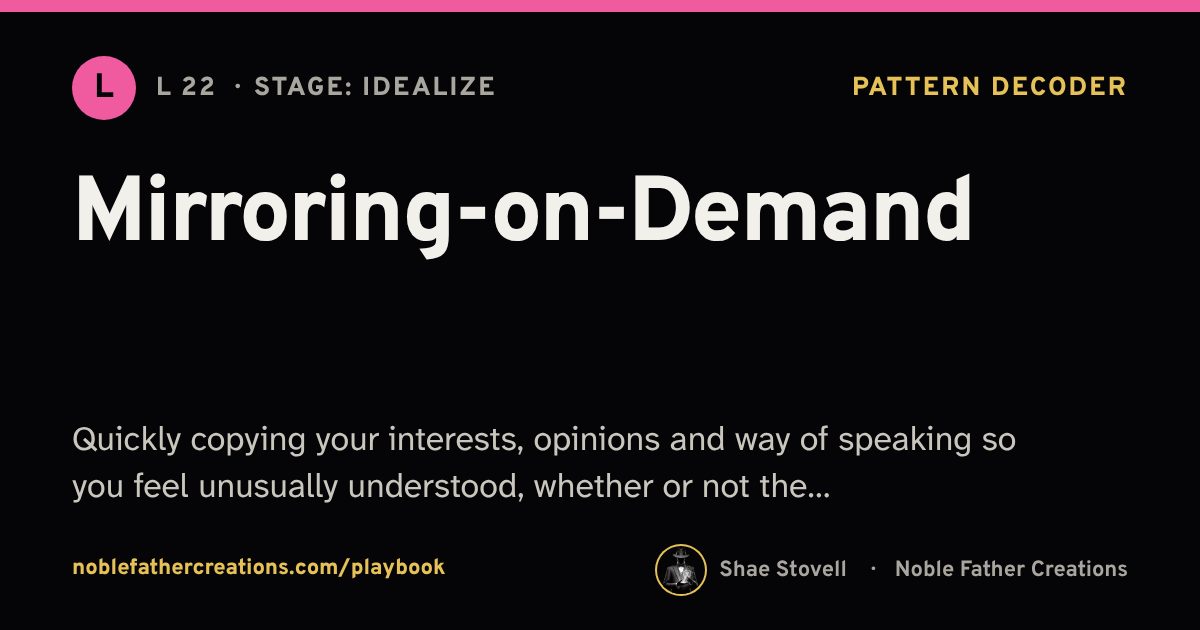 L
L 22 · STAGE: IDEALIZE
PATTERN DECODER
Mirroring-on-Demand
Quickly copying your interests, opinions and way of speaking so
you feel unusually understood, whether or not the...
noblefathercreations.com/playbook
Shae Stovell · Noble Father Creations